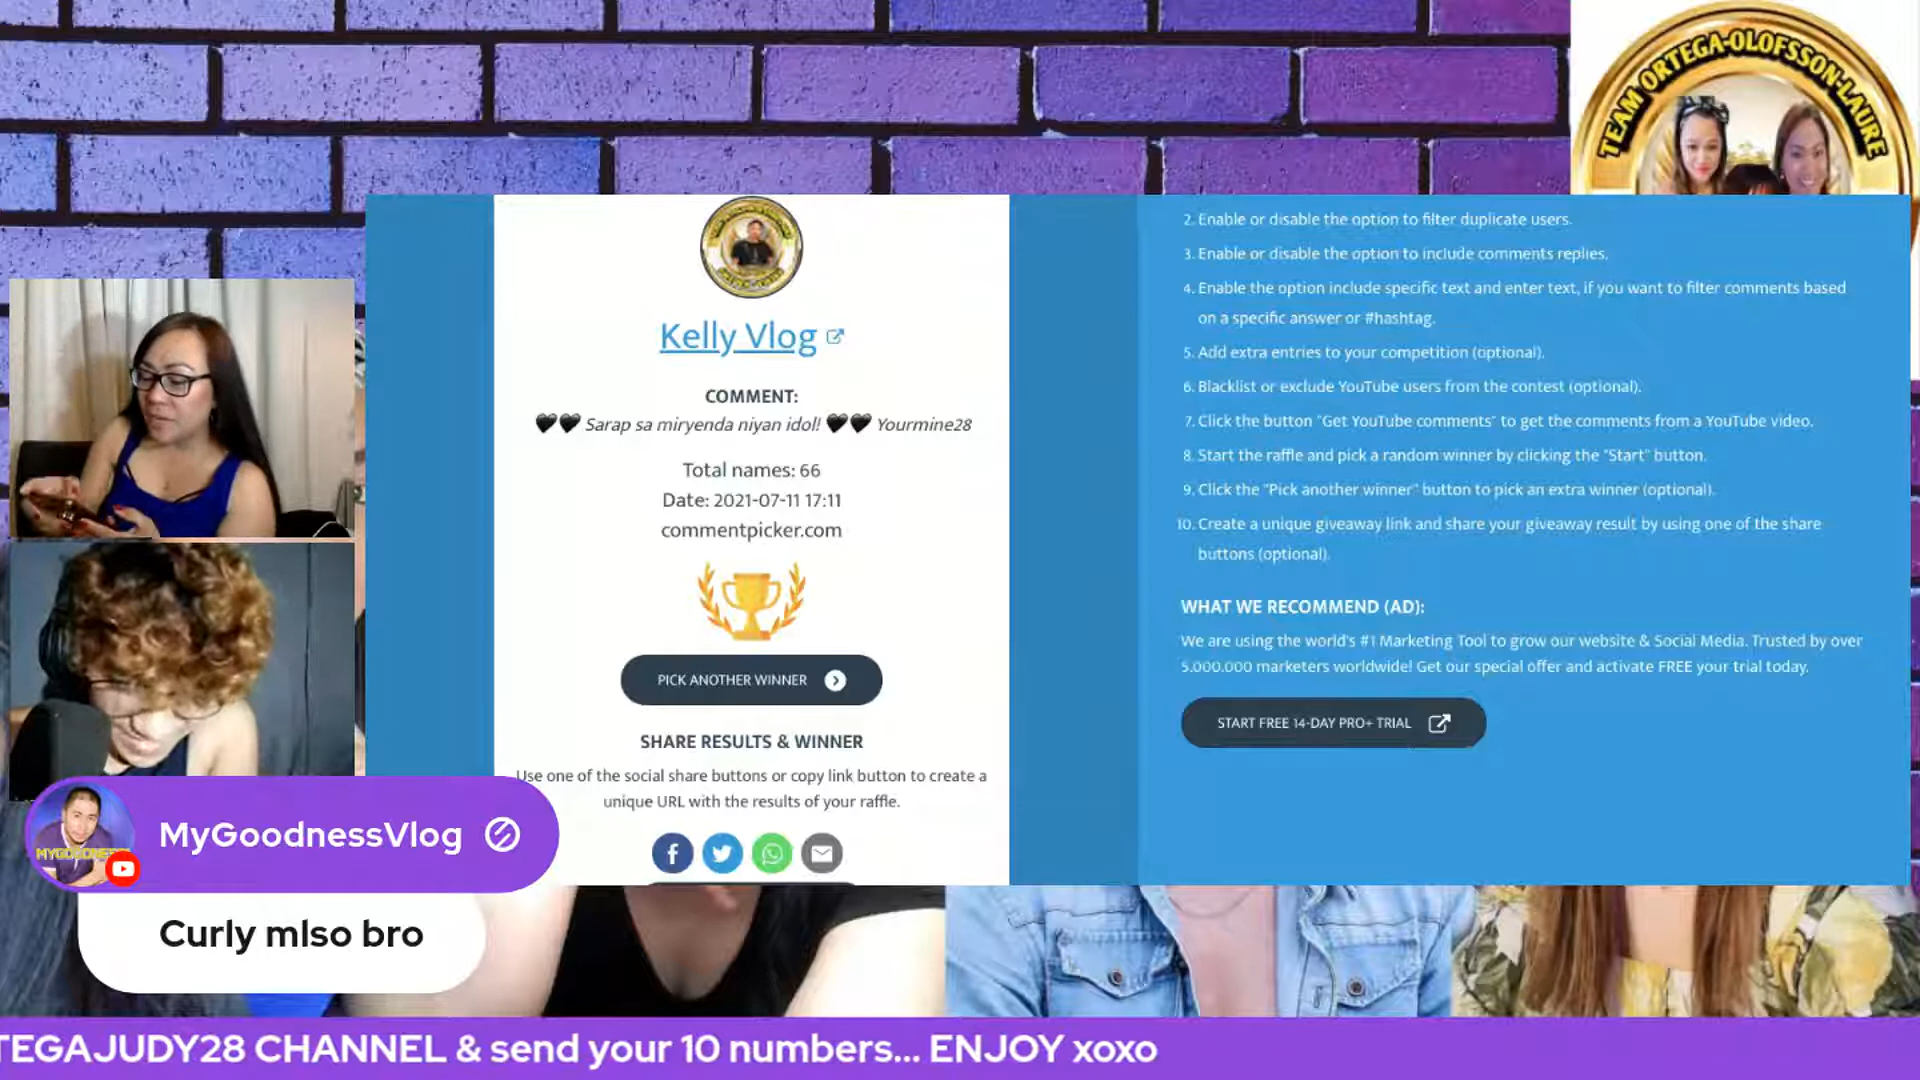 TEAM ORTEGA-OLOFSSON-LAURE
Kelly Vlog
COMMENT:
🖤🖤 Sarap sa miryenda niyan idol! 🖤🖤 Yourmine28
Total names: 66
Date: 2021-07-11 17:11
commentpicker.com
PICK ANOTHER WINNER
SHARE RESULTS & WINNER
Use one of the social share buttons or copy link button to create a
unique URL with the results of your raffle.
2. Enable or disable the option to filter duplicate users.
3. Enable or disable the option to include comments replies.
4. Enable the option include specific text and enter text, if you want to filter comments based
on a specific answer or #hashtag.
5. Add extra entries to your competition (optional).
6. Blacklist or exclude YouTube users from the contest (optional).
7. Click the button "Get YouTube comments" to get the comments from a YouTube video.
8. Start the raffle and pick a random winner by clicking the "Start" button.
9. Click the "Pick another winner" button to pick an extra winner (optional).
10. Create a unique giveaway link and share your giveaway result by using one of the share
buttons (optional).
WHAT WE RECOMMEND (AD):
We are using the world's #1 Marketing Tool to grow our website & Social Media. Trusted by over
5.000.000 marketers worldwide! Get our special offer and activate FREE your trial today.
START FREE 14-DAY PRO+ TRIAL
MyGoodnessVlog
Curly mlso bro
TEGAJUDY28 CHANNEL & send your 10 numbers... ENJOY xoxo